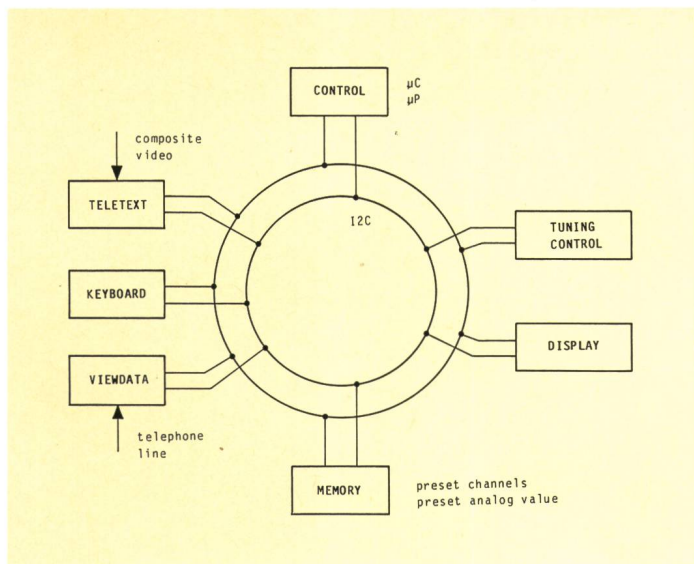 CONTROL
µC
µP
composite
video
TELETEXT
I2C
TUNING
CONTROL
KEYBOARD
DISPLAY
VIEWDATA
telephone
line
MEMORY
preset channels
preset analog value